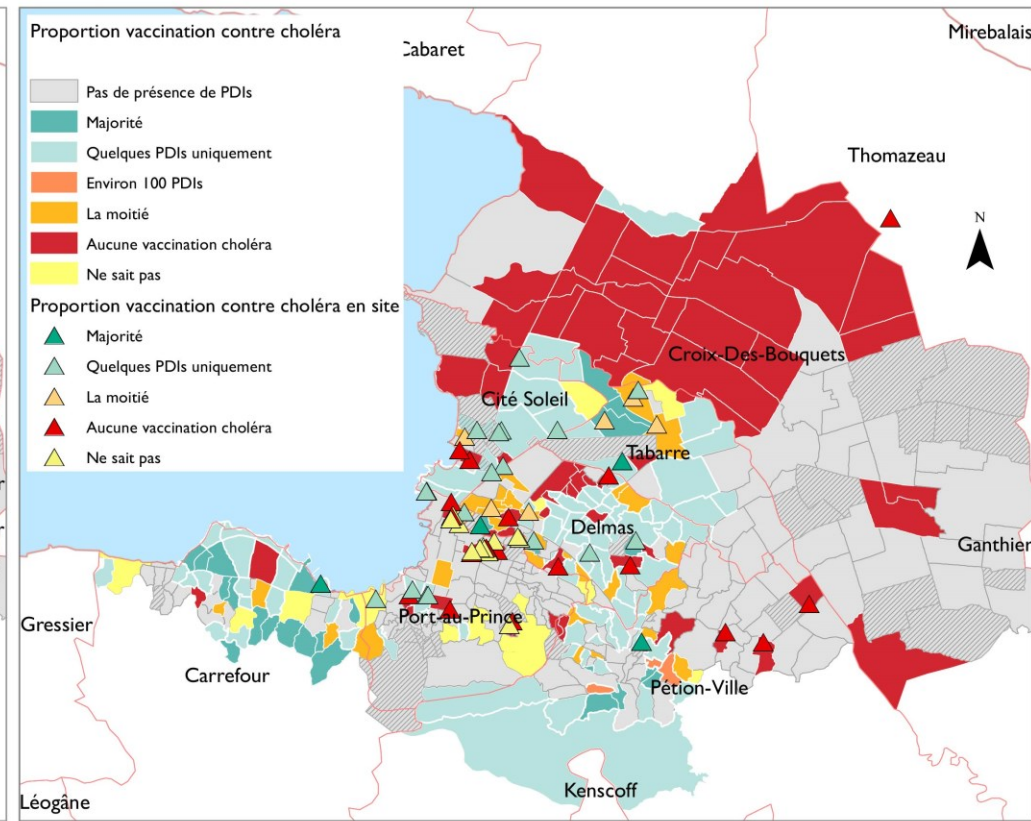 Proportion vaccination contre choléra
Pas de présence de PDIs
Majorité
Quelques PDIs uniquement
Environ 100 PDIs
La moitié
Aucune vaccination choléra
Ne sait pas
Proportion vaccination contre choléra en site
Majorité
Quelques PDIs uniquement
La moitié
Aucune vaccination choléra
Ne sait pas
Mirebalais
Cabaret
Thomazeau
N
Croix-Des-Bouquets
Cité Soleil
Tabarre
Delmas
Ganthier
Port-au-Prince
Gressier
Carrefour
Pétion-Ville
Kenscoff
Léogâne